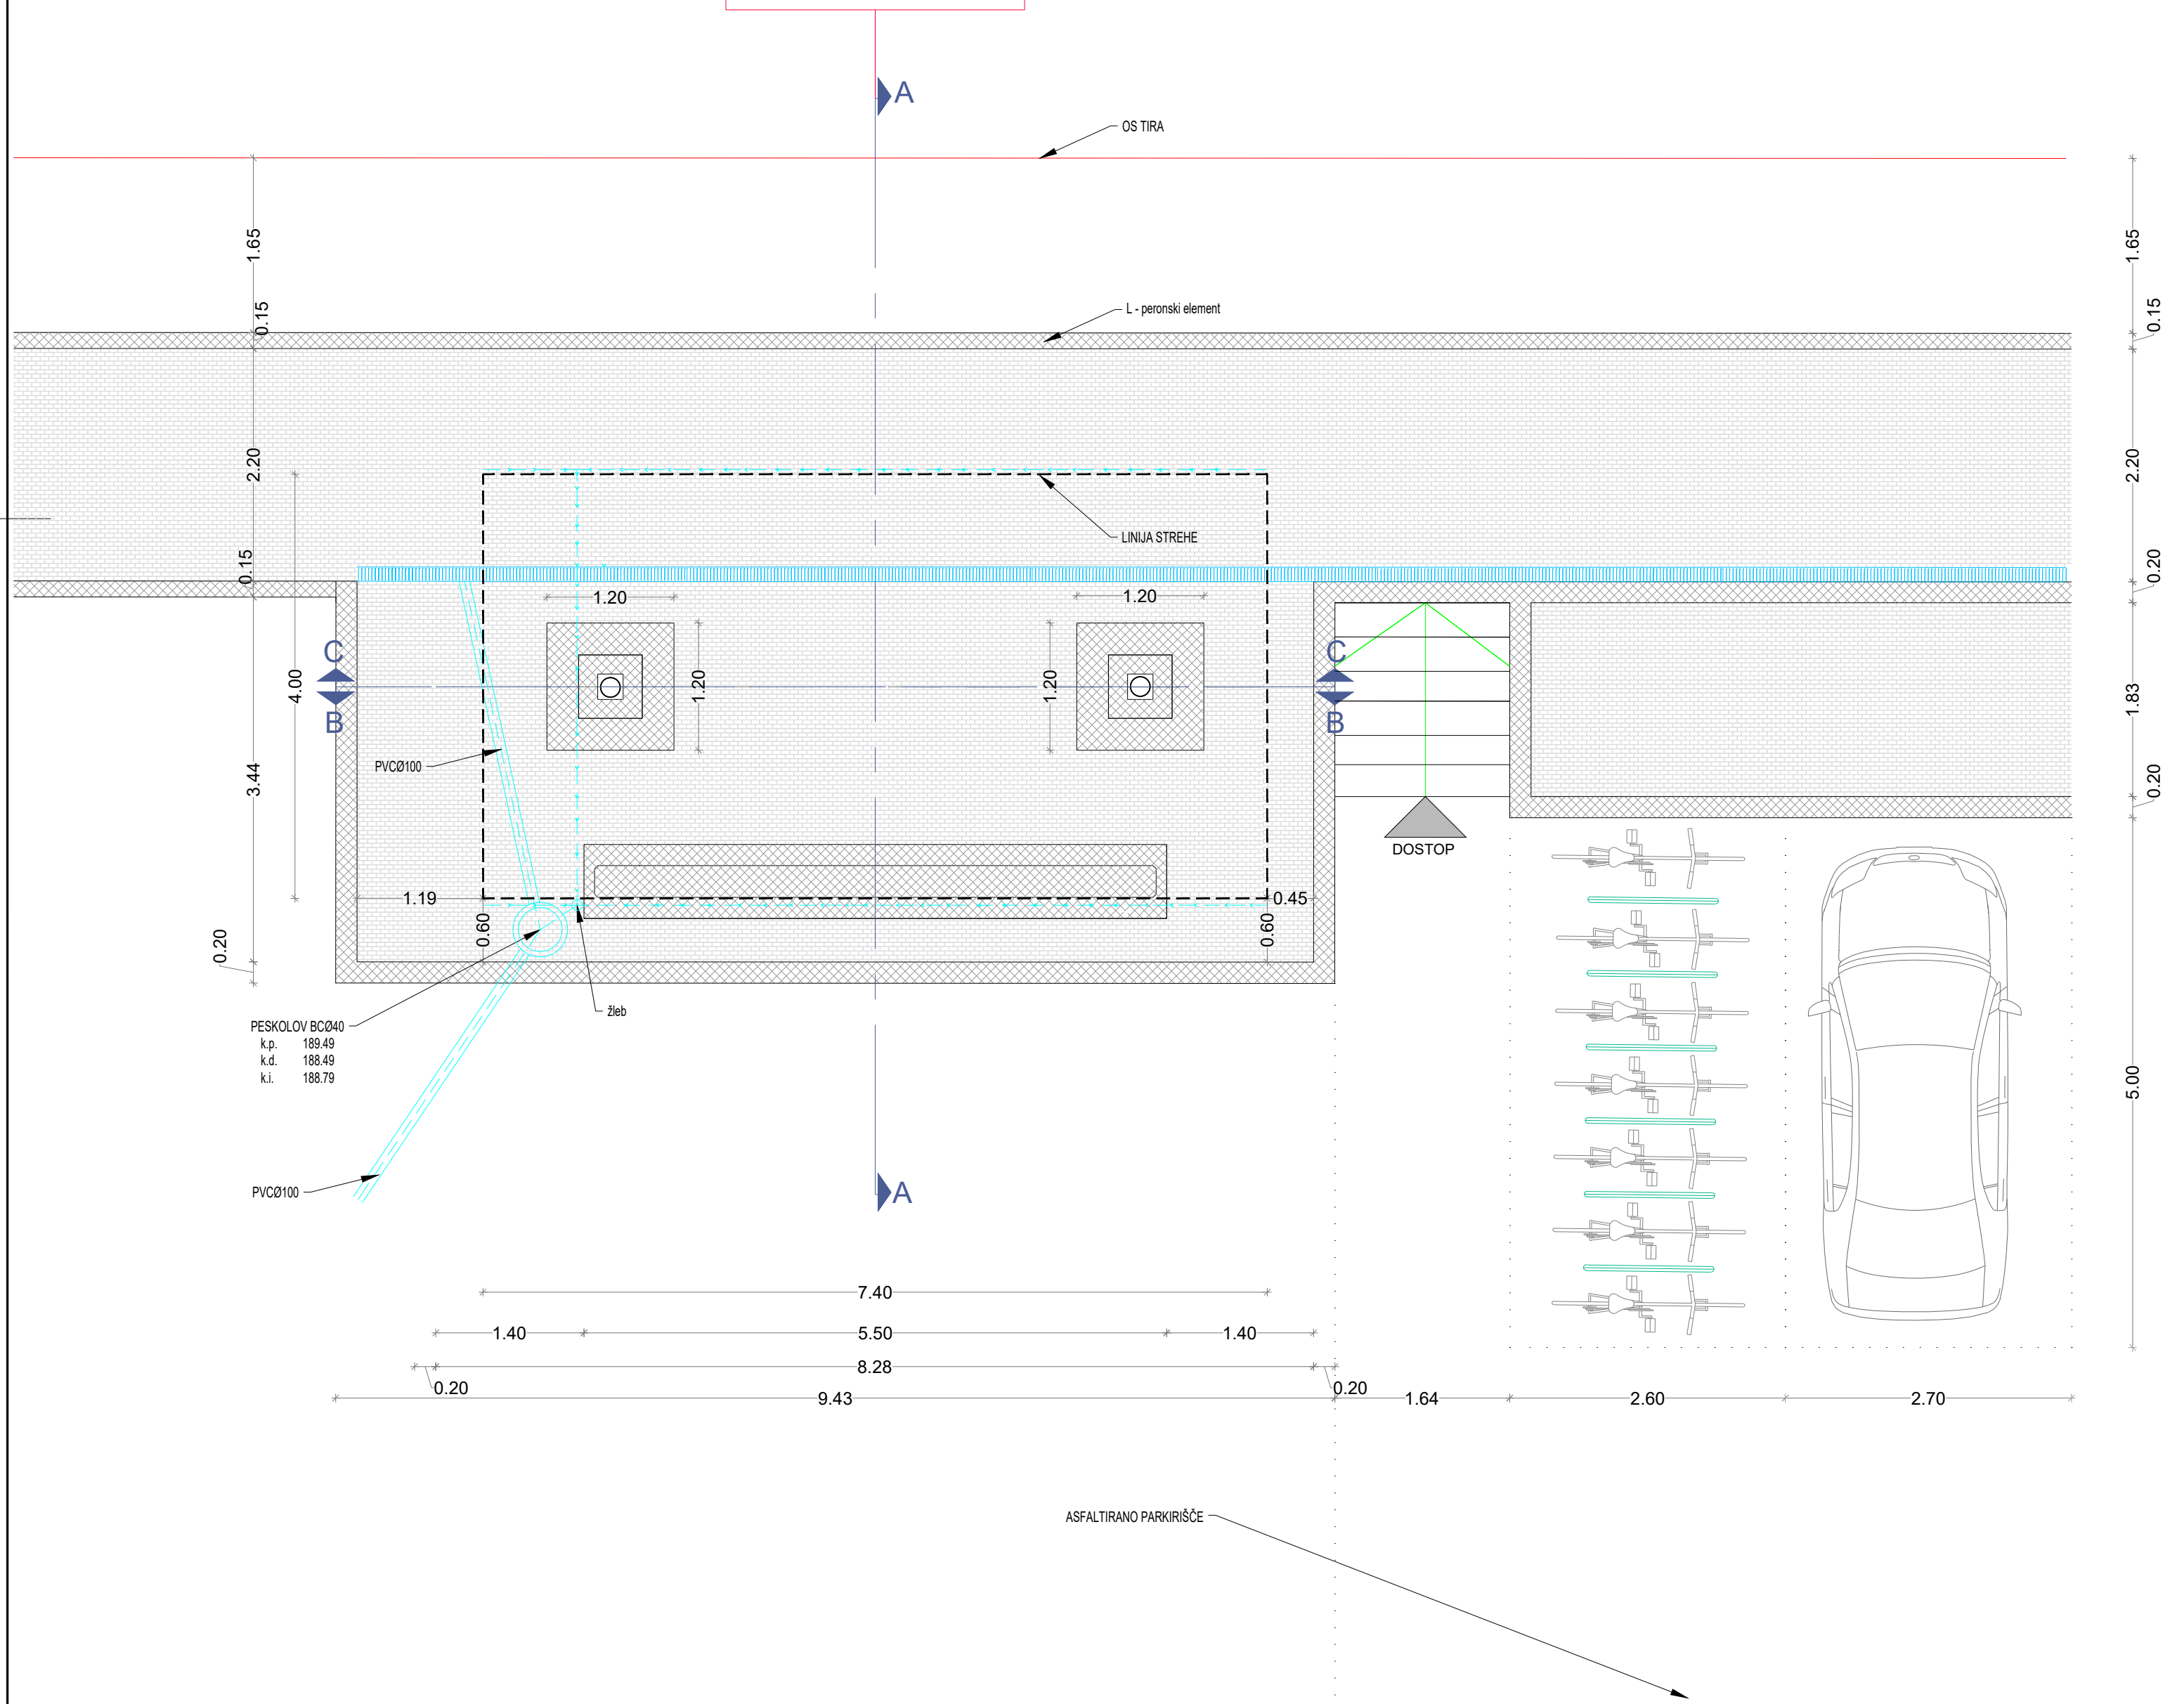 A
OS TIRA
1.65
1.65
0.15
0.15
L - peronski element
2.20
2.20
LINIJA STREHE
0.15
0.20
1.20
1.20
C
C
4.00
1.20
1.20
1.83
B
B
PVCØ100
3.44
0.20
DOSTOP
1.19
0.45
0.60
0.60
0.20
žleb
PESKOLOV BCØ40
k.p. 189.49
k.d. 188.49
k.i. 188.79
5.00
PVCØ100
A
7.40
1.40
5.50
1.40
8.28
0.20
0.20
9.43
1.64
2.60
2.70
ASFALTIRANO PARKIRIŠČE